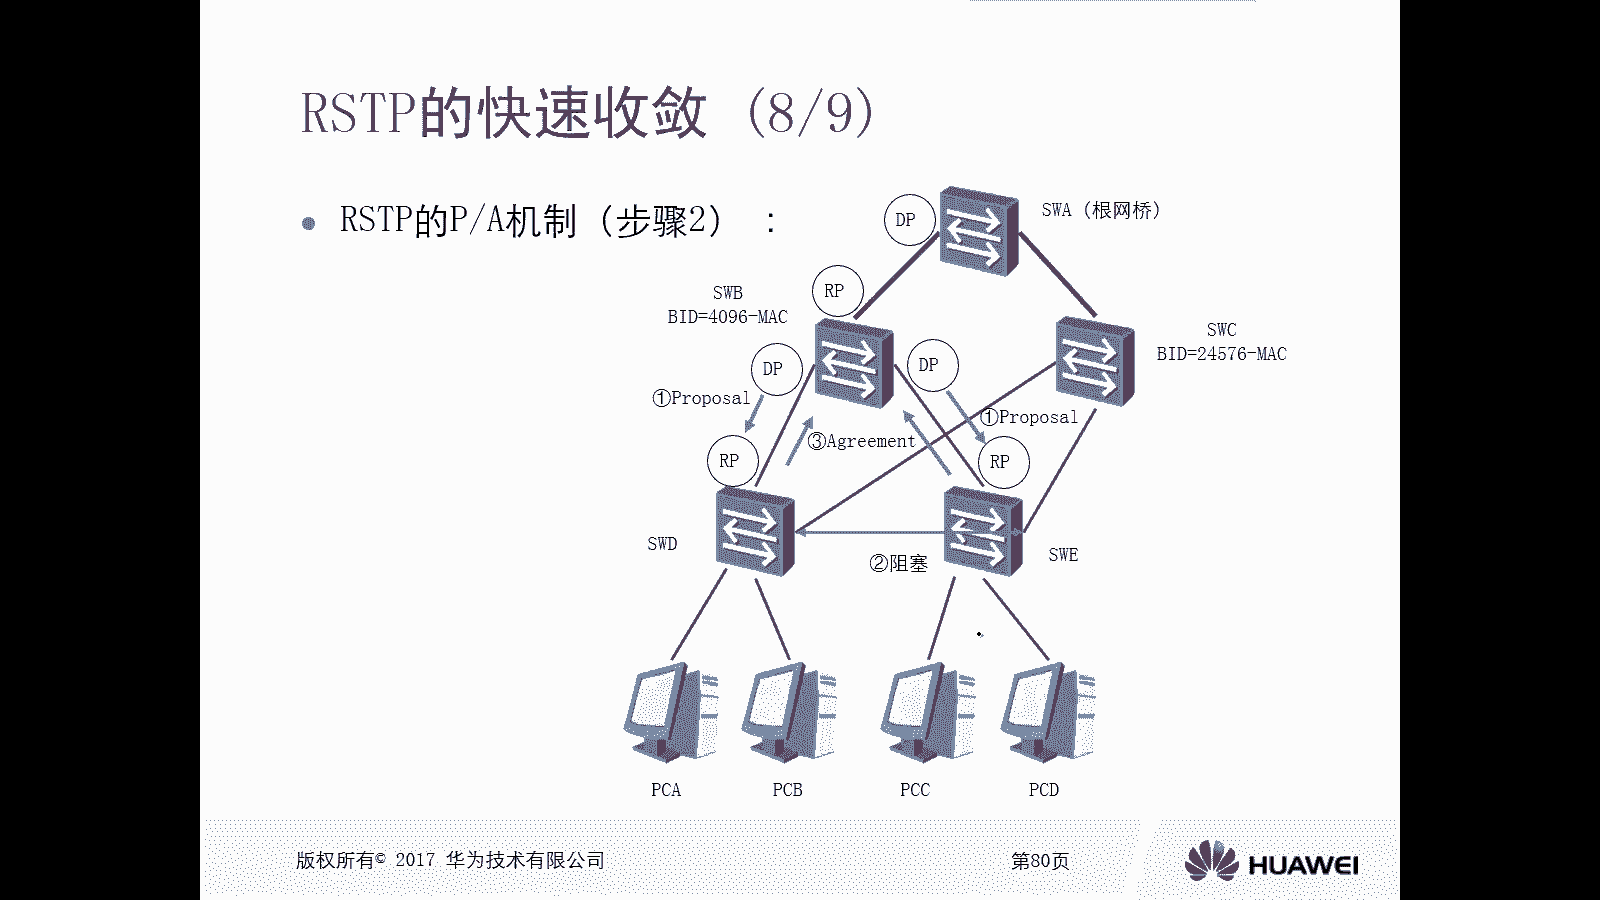 RSTP的快速收敛 (8/9)
RSTP的P/A机制（步骤2）：
DP
SWA（根网桥）
RP
SWB
BID=4096-MAC
SWC
BID=24576-MAC
DP
DP
①Proposal
①Proposal
③Agreement
RP
RP
SWD
SWE
②阻塞
PCA
PCB
PCC
PCD
版权所有© 2017 华为技术有限公司
第80页
HUAWEI